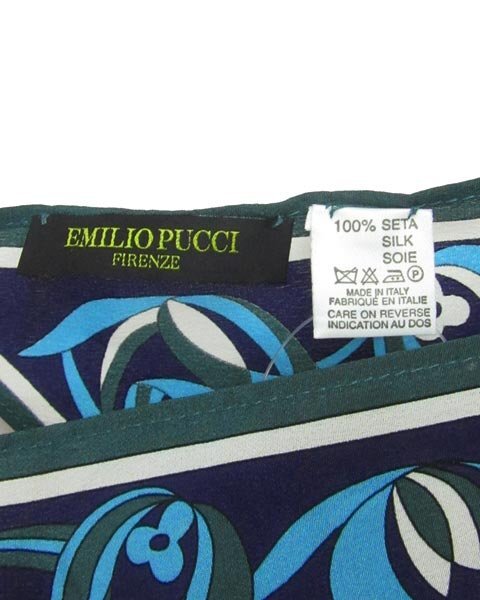 EMILIO PUCCI
FIRENZE
100% SETA
SILK
SOIE
P
MADE IN ITALY
FABRIQUÉ EN ITALIE
CARE ON REVERSE
INDICATION AU DOS